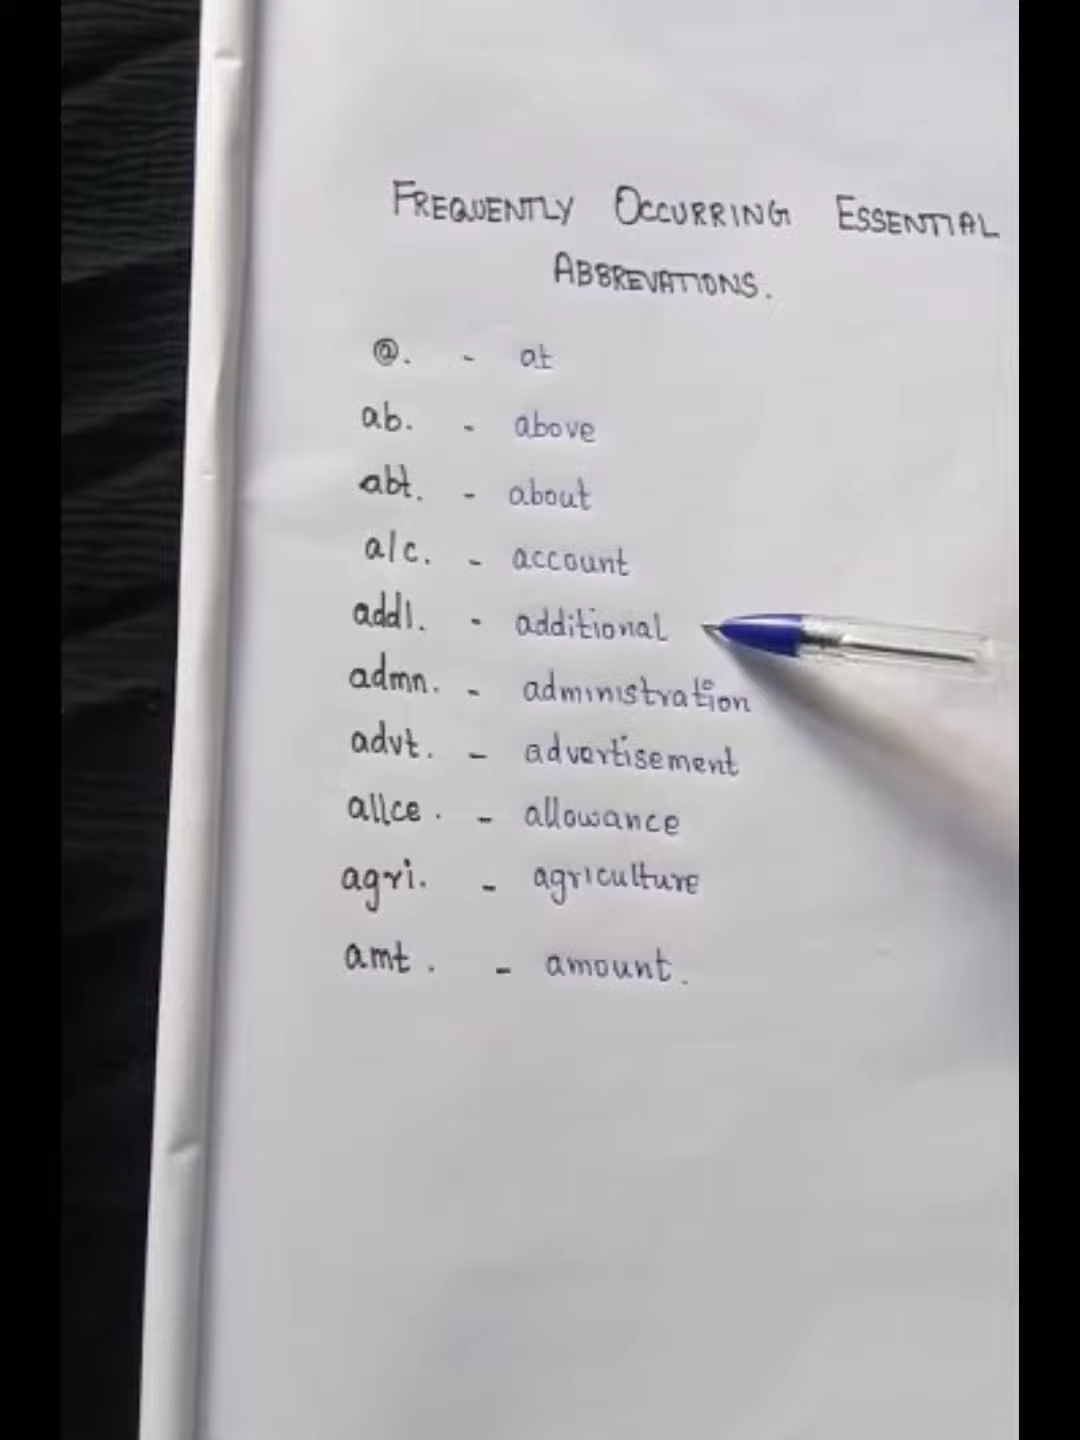 FREQUENTLY OCCURRING ESSENTIAL
ABBREVATIONS.
@. - at
ab. - above
abt. - about
a/c. - account
addl. - additional
admn. - administration
advt. - advertisement
allce. - allowance
agri. - agriculture
amt. - amount.